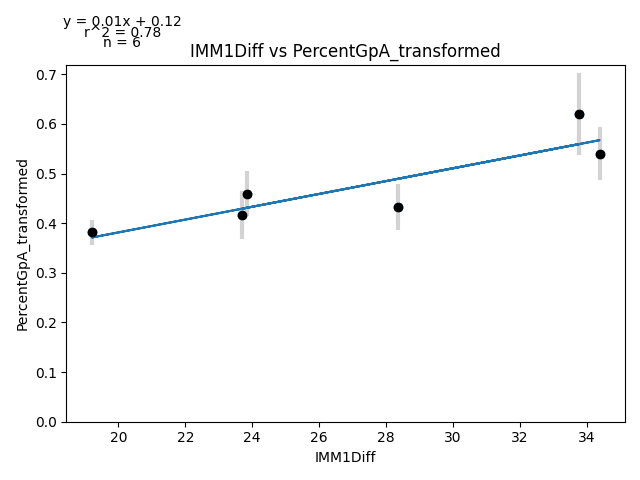 y = 0.01x + 0.12
r^2 = 0.78
n = 6
IMM1Diff vs PercentGpA_transformed
0.7
0.6
0.5
0.4
0.3
0.2
0.1
0.0
PercentGpA_transformed
20 22 24 26 28 30 32 34
IMM1Diff